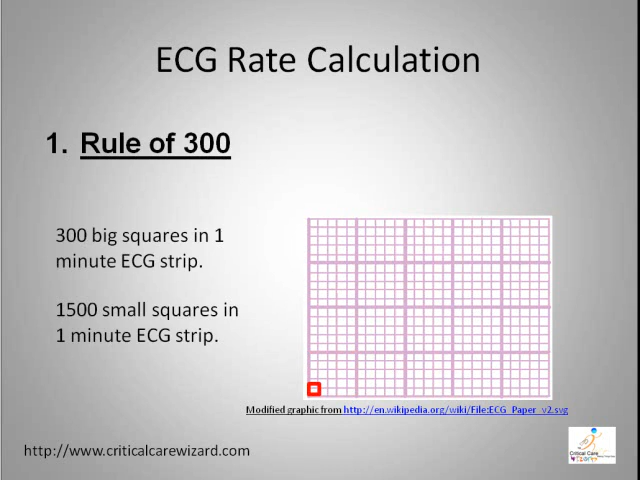 ECG Rate Calculation
1. Rule of 300
300 big squares in 1
minute ECG strip.
1500 small squares in
1 minute ECG strip.
Modified graphic from http://en.wikipedia.org/wiki/File:ECG_Paper_v2.svg
http://www.criticalcarewizard.com
Critical Care